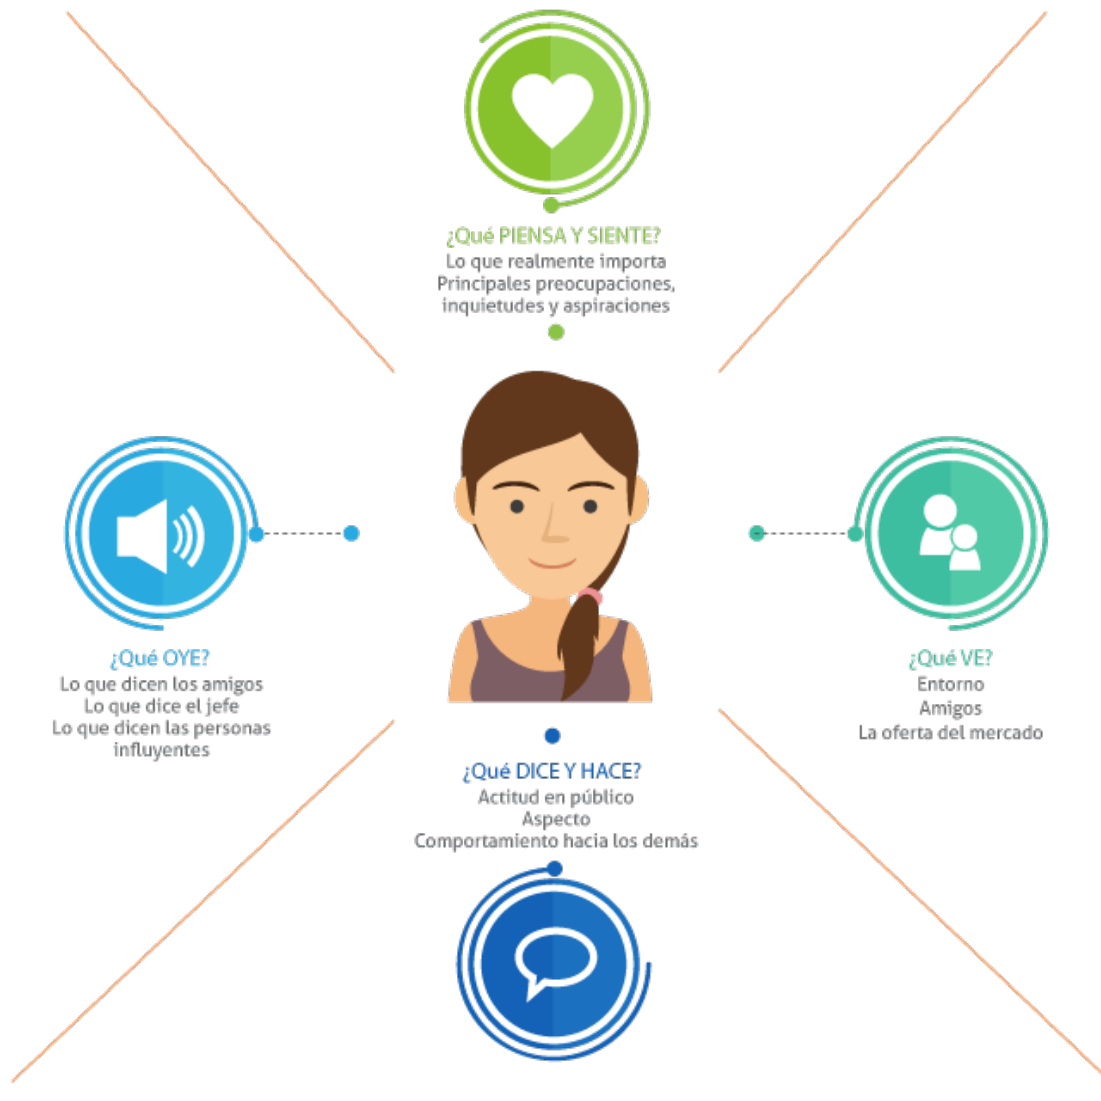 ¿Qué PIENSA Y SIENTE?
Lo que realmente importa
Principales preocupaciones,
inquietudes y aspiraciones
¿Qué OYE?
Lo que dicen los amigos
Lo que dice el jefe
Lo que dicen las personas
influyentes
¿Qué VE?
Entorno
Amigos
La oferta del mercado
¿Qué DICE Y HACE?
Actitud en público
Aspecto
Comportamiento hacia los demás